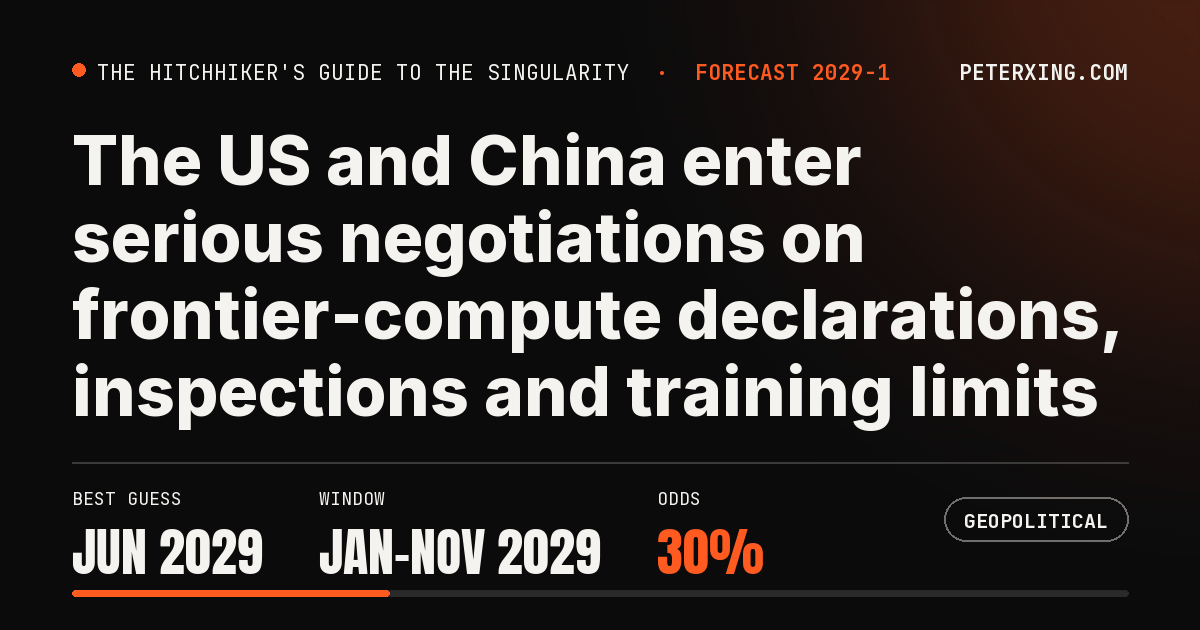 THE HITCHHIKER'S GUIDE TO THE SINGULARITY · FORECAST 2029-1 PETERXING.COM
The US and China enter
serious negotiations on
frontier-compute declarations,
inspections and training limits
BEST GUESS WINDOW ODDS
JUN 2029 JAN-NOV 2029 30%
GEOPOLITICAL